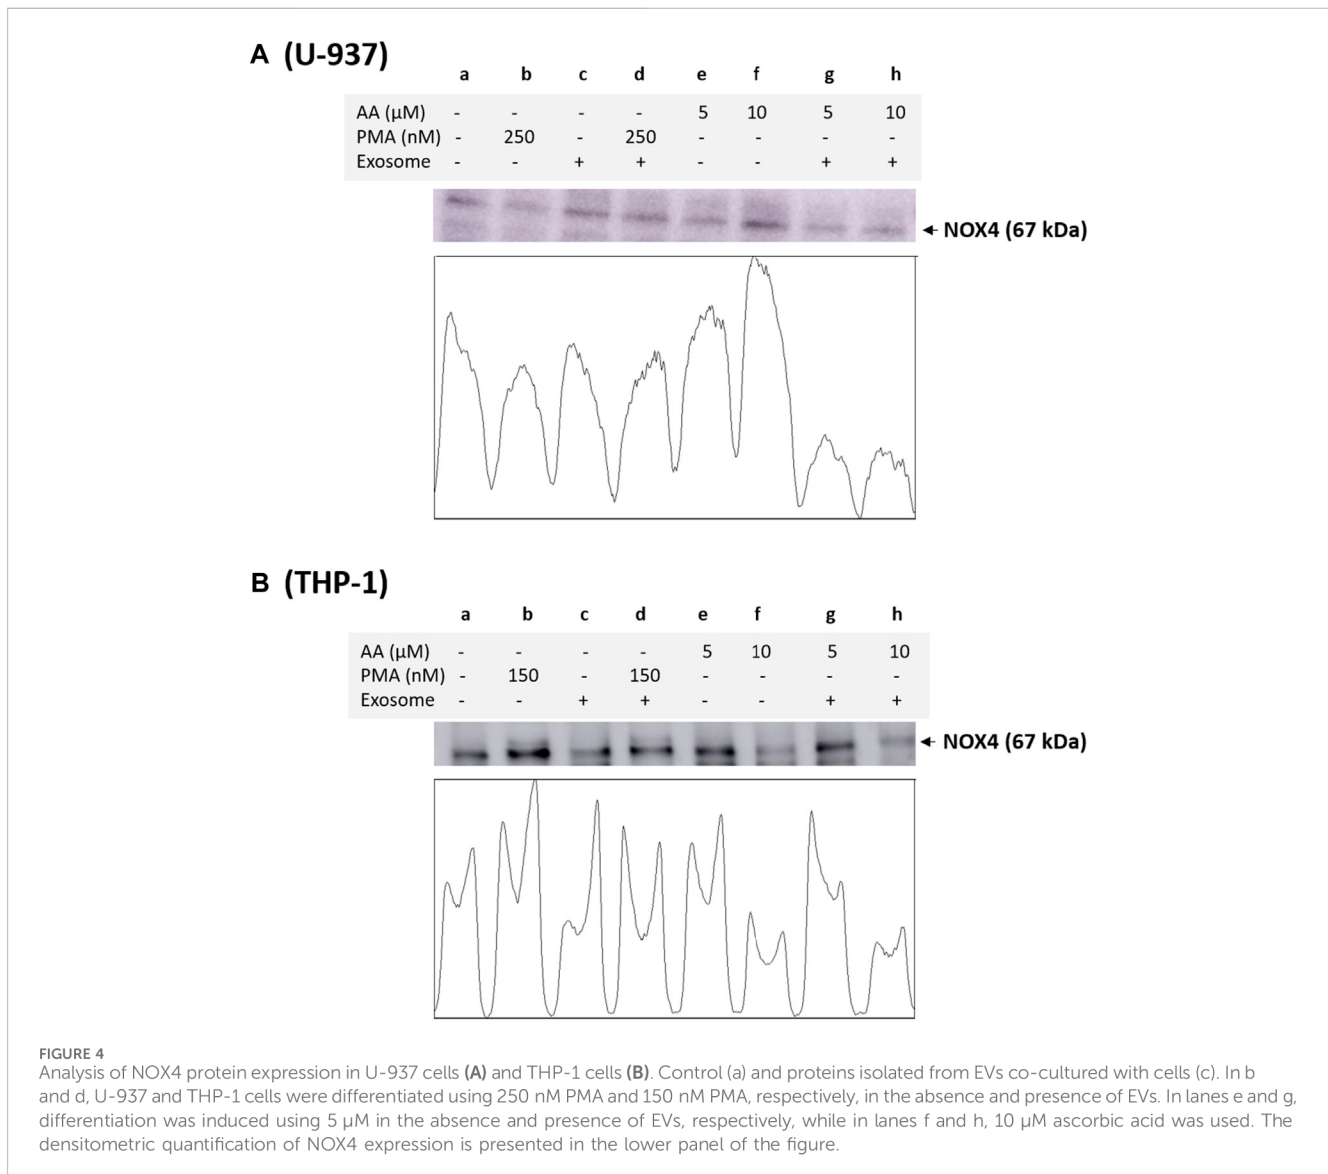 A (U-937)
a b c d e f g h
AA (µM) - - - - 5 10 5 10
PMA (nM) - 250 - 250 - - - -
Exosome - - + + - - + +
NOX4 (67 kDa)
B (THP-1)
a b c d e f g h
AA (µM) - - - - 5 10 5 10
PMA (nM) - 150 - 150 - - - -
Exosome - - + + - - + +
NOX4 (67 kDa)
FIGURE 4
Analysis of NOX4 protein expression in U-937 cells (A) and THP-1 cells (B). Control (a) and proteins isolated from EVs co-cultured with cells (c). In b
and d, U-937 and THP-1 cells were differentiated using 250 nM PMA and 150 nM PMA, respectively, in the absence and presence of EVs. In lanes e and g,
differentiation was induced using 5 µM in the absence and presence of EVs, respectively, while in lanes f and h, 10 µM ascorbic acid was used. The
densitometric quantification of NOX4 expression is presented in the lower panel of the figure.